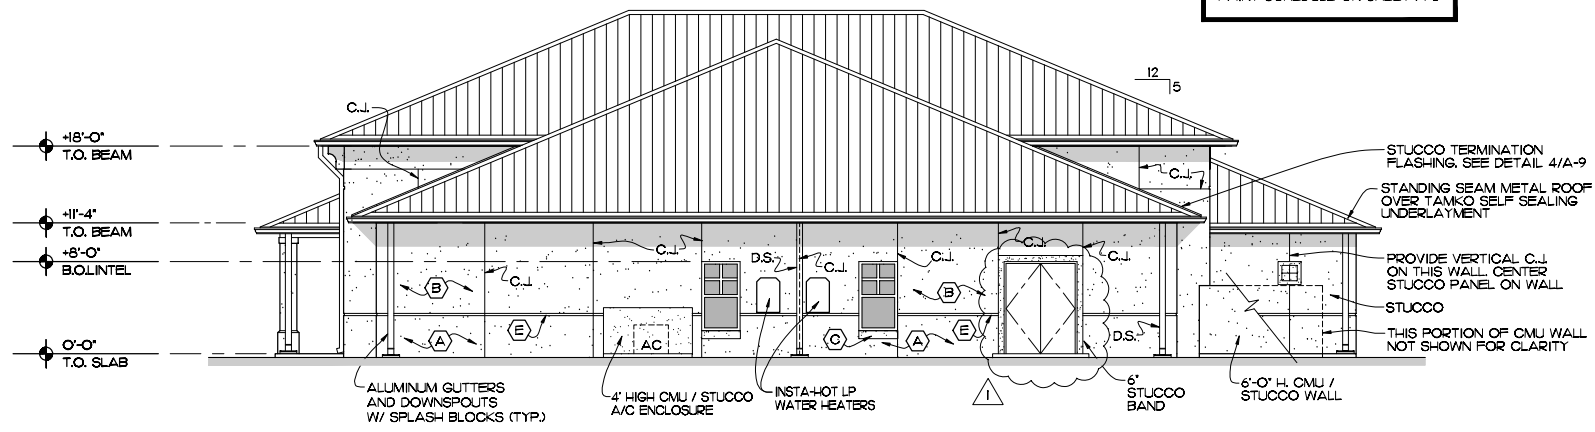 12
5
C.J.
+18'-0"
T.O. BEAM
STUCCO TERMINATION
FLASHING. SEE DETAIL 4/A-9
C.J.
STANDING SEAM METAL ROOF
OVER TAMKO SELF SEALING
UNDERLAYMENT
+11'-4"
T.O. BEAM
C.J.
C.J.
+8'-0"
B.O.LINTEL
D.S.
C.J.
C.J.
C.J.
C.J.
PROVIDE VERTICAL C.J.
ON THIS WALL CENTER
STUCCO PANEL ON WALL
B
B
STUCCO
E
E
0'-0"
T.O. SLAB
A
AC
C
A
D.S.
THIS PORTION OF CMU WALL
NOT SHOWN FOR CLARITY
ALUMINUM GUTTERS
AND DOWNSPOUTS
W/ SPLASH BLOCKS (TYP.)
4' HIGH CMU / STUCCO
A/C ENCLOSURE
INSTA-HOT LP
WATER HEATERS
1
6"
STUCCO
BAND
6'-0" H. CMU /
STUCCO WALL